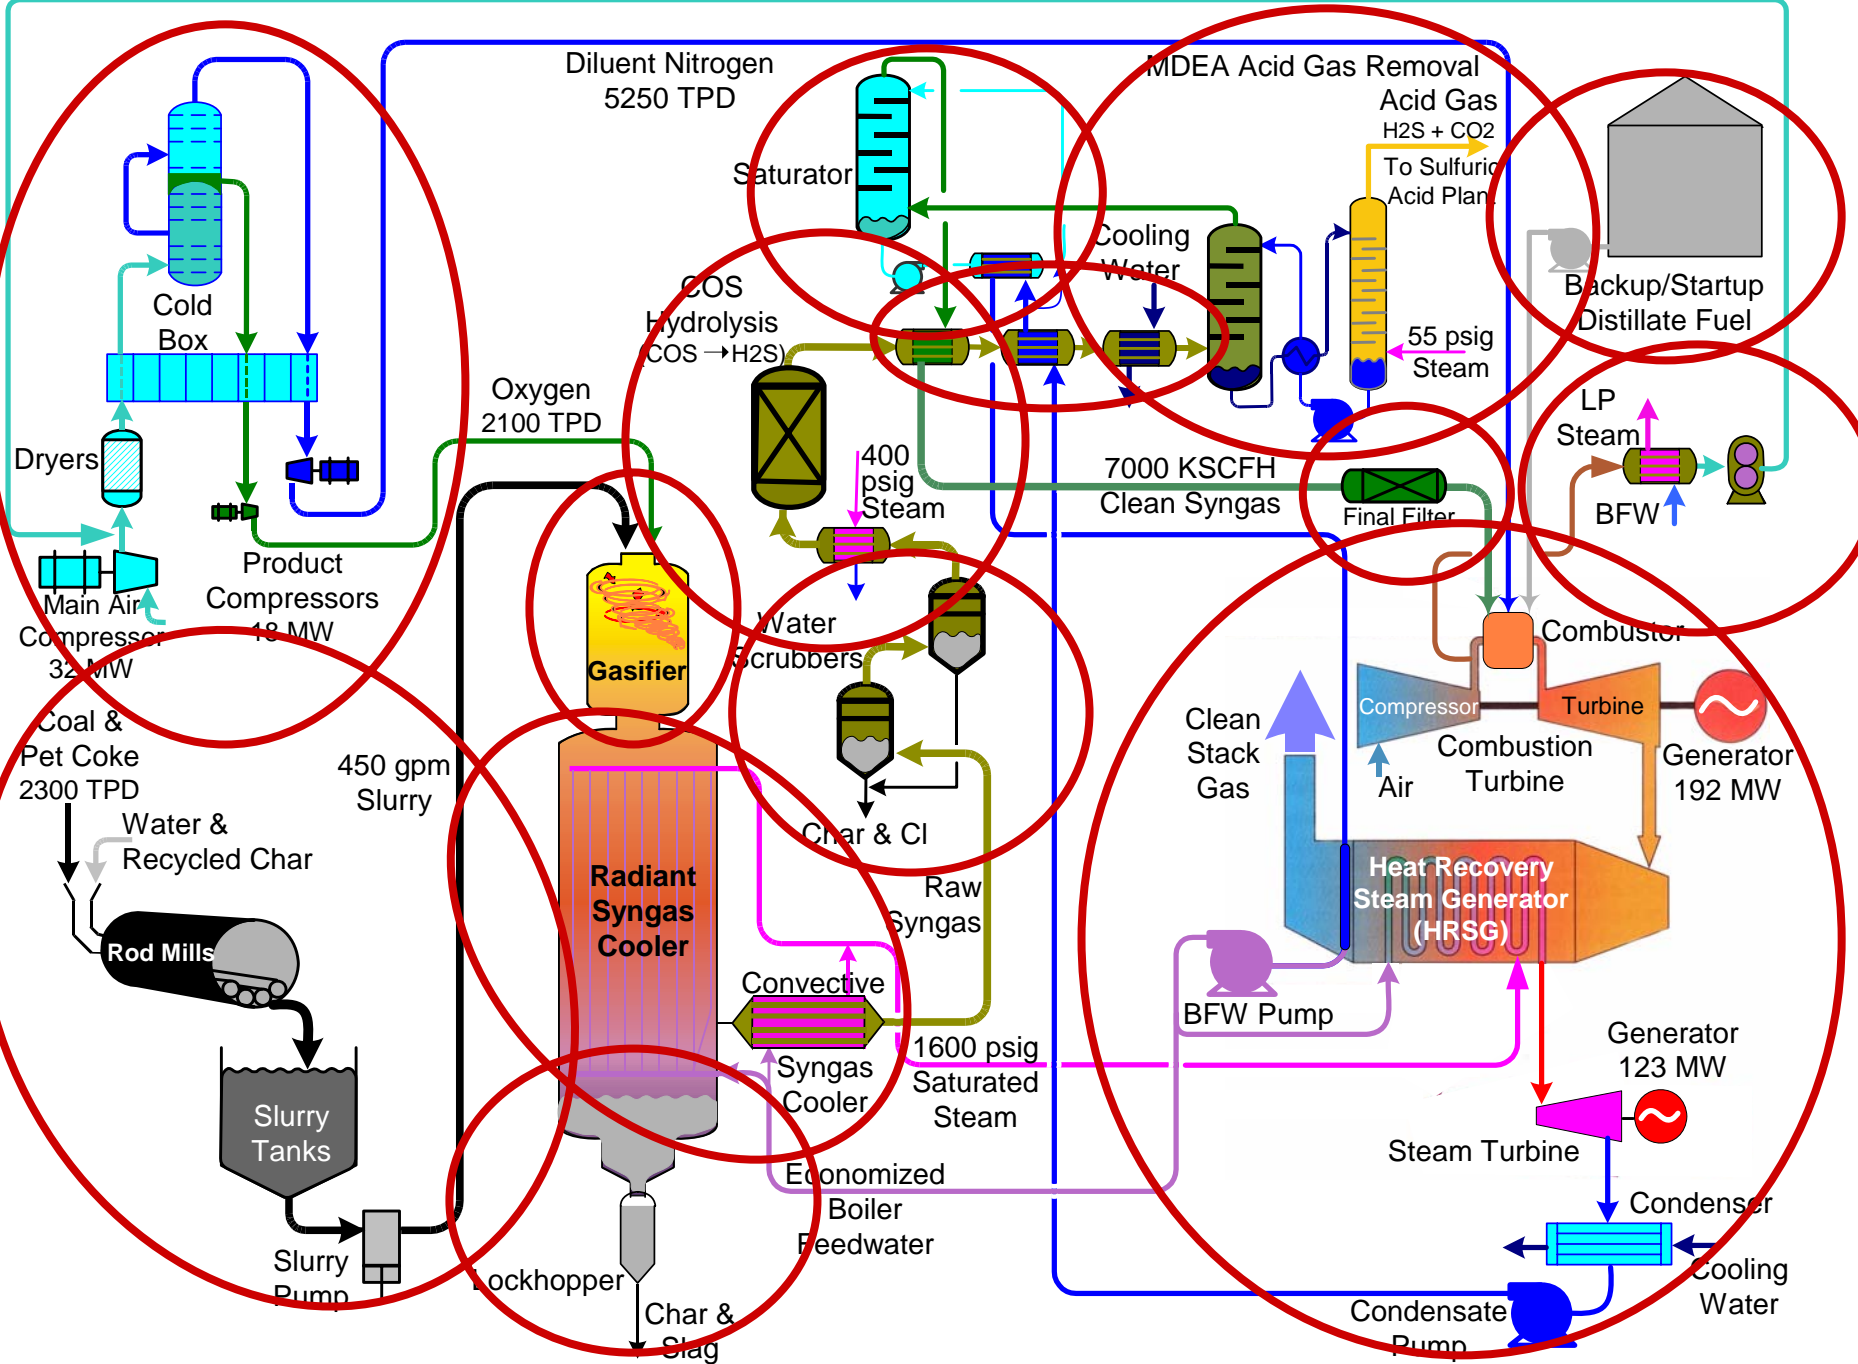 Diluent Nitrogen
5250 TPD
MDEA Acid Gas Removal
Acid Gas
H2S + CO2
To Sulfuric
Acid Plant
Saturator
Cooling
Water
COS
Hydrolysis
(COS → H2S)
Cold
Box
Backup/Startup
Distillate Fuel
55 psig
Steam
Oxygen
2100 TPD
LP
Steam
BFW
Dryers
400
psig
Steam
7000 KSCFH
Clean Syngas
Final Filter
Product
Compressors
18 MW
Main Air
Compressor
32 MW
Gasifier
Water
Scrubbers
Combustor
Compressor
Turbine
Combustion
Turbine
Generator
192 MW
Air
Clean
Stack
Gas
Coal &
Pet Coke
2300 TPD
450 gpm
Slurry
Water &
Recycled Char
Char & Cl
Raw
Syngas
Radiant
Syngas
Cooler
Heat Recovery
Steam Generator
(HRSG)
Rod Mills
Convective
Syngas
Cooler
BFW Pump
1600 psig
Saturated
Steam
Generator
123 MW
Steam Turbine
Slurry
Tanks
Economized
Boiler
Feedwater
Condenser
Cooling
Water
Slurry
Pump
Lockhopper
Char &
Slag
Condensate
Pump